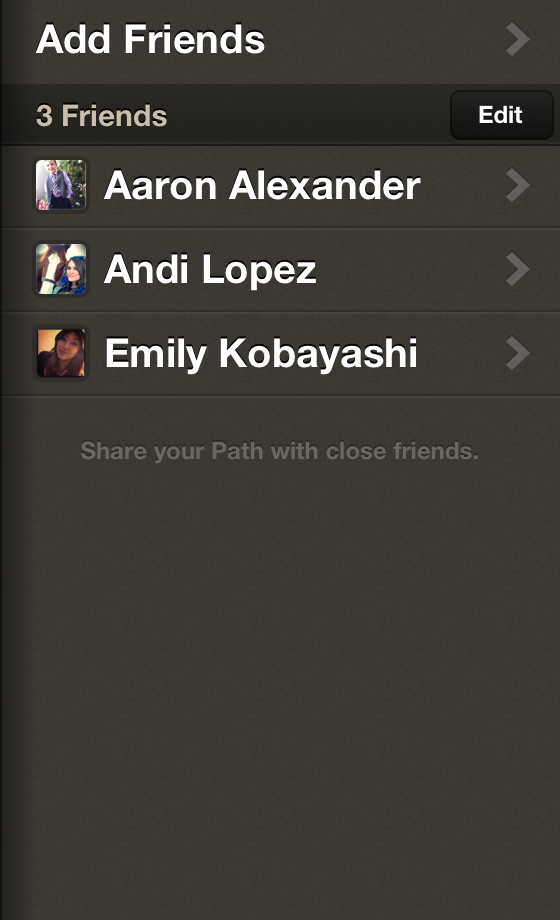 Add Friends
3 Friends
Edit
Aaron Alexander
Andi Lopez
Emily Kobayashi
Share your Path with close friends.